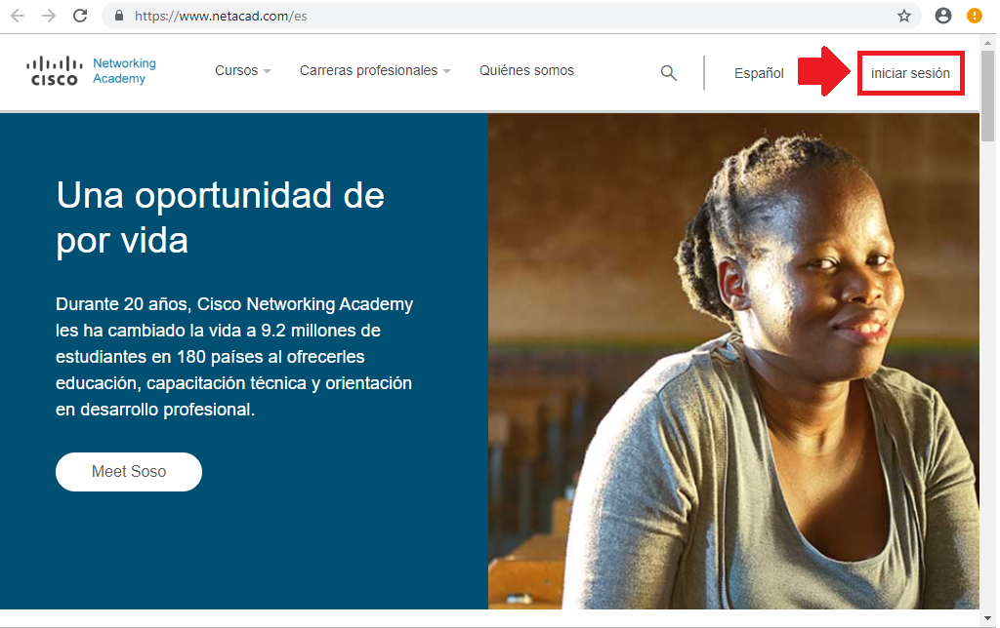 https://www.netacad.com/es
CISCO
Networking
Academy
Cursos
Carreras profesionales
Quiénes somos
Español
iniciar sesión
Una oportunidad de
por vida
Durante 20 años, Cisco Networking Academy
les ha cambiado la vida a 9.2 millones de
estudiantes en 180 países al ofrecerles
educación, capacitación técnica y orientación
en desarrollo profesional.
Meet Soso